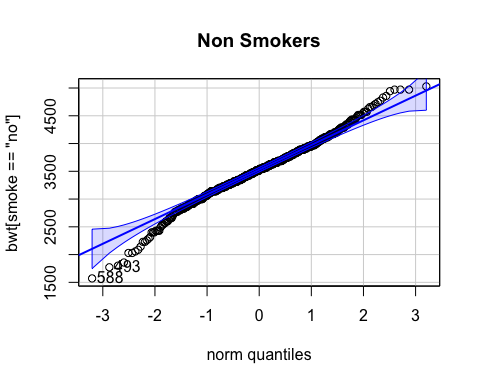 Non Smokers
bwt[smoke == "no"]
4500
3500
2500
1500
493
588
-3 -2 -1 0 1 2 3
norm quantiles